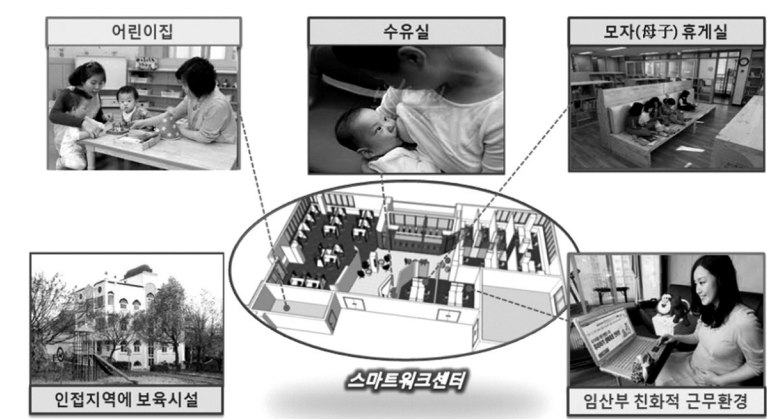 어린이집
수유실
모자(母子) 휴게실
스마트워크센터
인접지역에 보육시설
임산부 친화적 근무환경